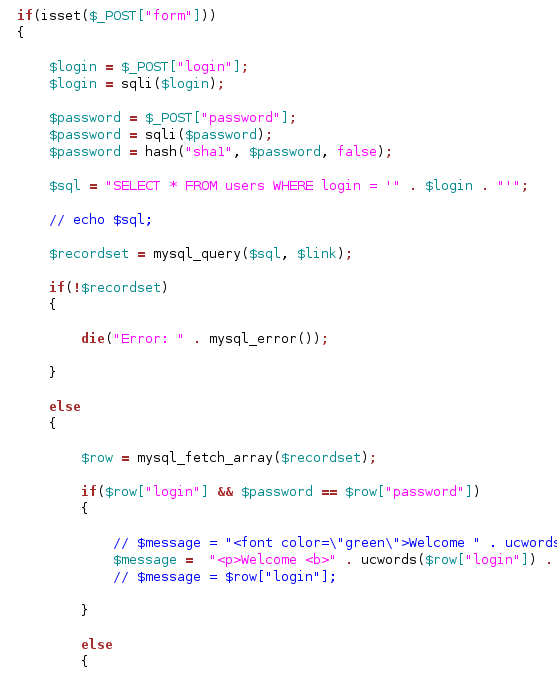 if(isset($_POST["form"]))
{
$login = $_POST["login"];
$login = sqli($login);
$password = $_POST["password"];
$password = sqli($password);
$password = hash("sha1", $password, false);
$sql = "SELECT * FROM users WHERE login = '" . $login . "'";
// echo $sql;
$recordset = mysql_query($sql, $link);
if(!$recordset)
{
die("Error: " . mysql_error());
}
else
{
$row = mysql_fetch_array($recordset);
if($row["login"] && $password == $row["password"])
{
// $message = "<font color=\"green\">Welcome " . ucwords
$message =  "<p>Welcome <b>" . ucwords($row["login"]) .
// $message = $row["login"];
}
else
{